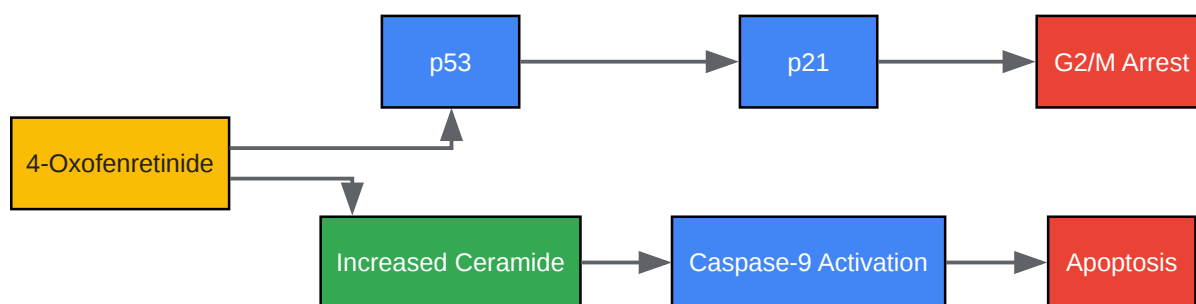 p53
p21
G2/M Arrest
4-Oxofenretinide
Increased Ceramide
Caspase-9 Activation
Apoptosis